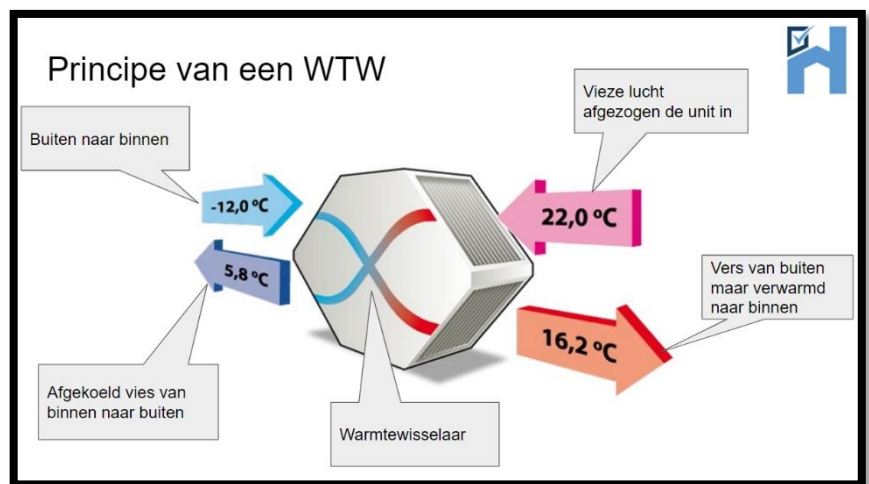 Principe van een WTW
Vieze lucht
afgezogen de unit in
Buiten naar binnen
-12,0 ºC
22,0 ºC
5,8 ºC
Vers van buiten
maar verwarmd
naar binnen
16,2 ºC
Afgekoeld vies van
binnen naar buiten
Warmtewisselaar